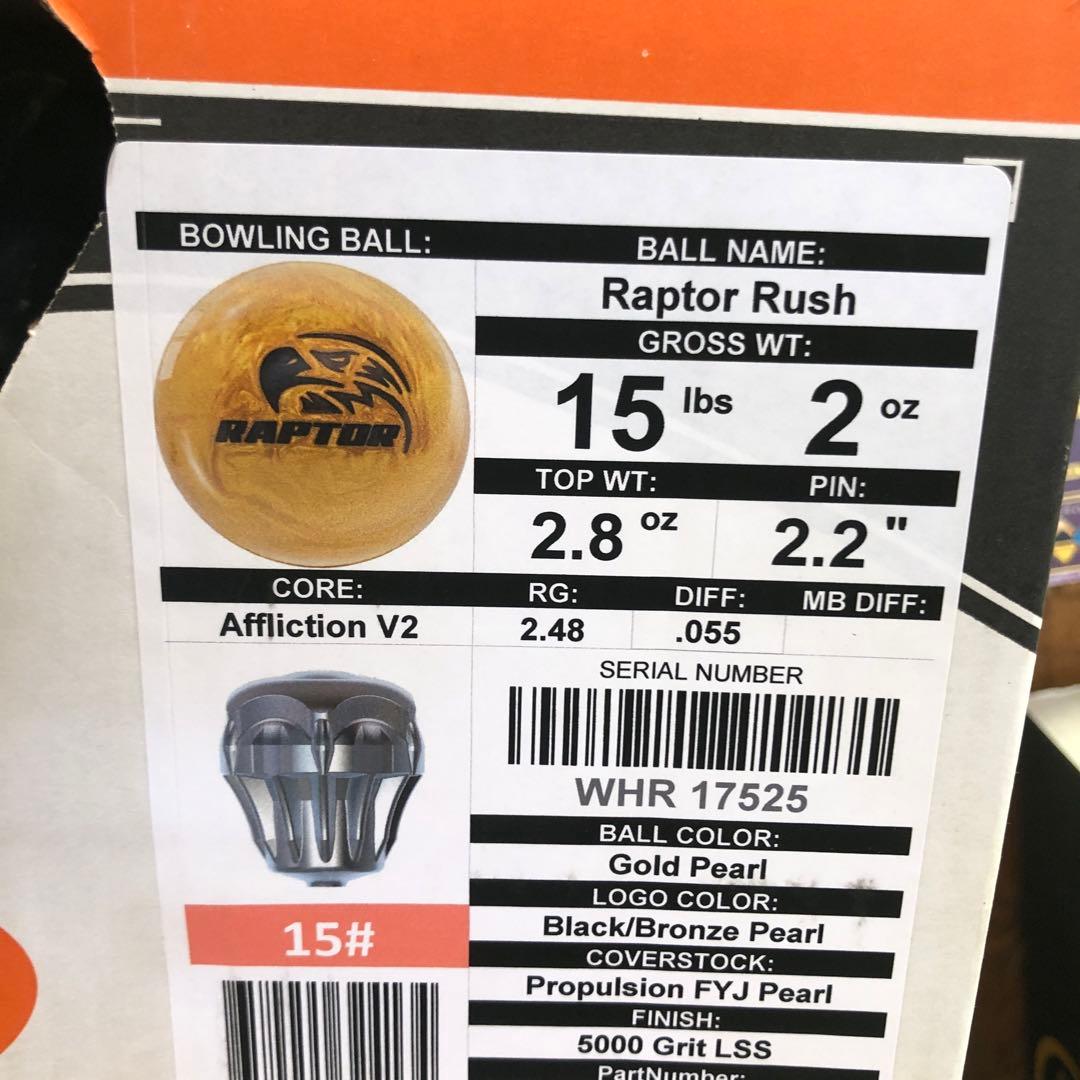 BOWLING BALL:
BALL NAME:
Raptor Rush
RAPTOR
GROSS WT:
15 lbs 2 oz
TOP WT: PIN:
2.8 oz 2.2"
CORE: RG: DIFF: MB DIFF:
Affliction V2 2.48 .055
SERIAL NUMBER
WHR 17525
BALL COLOR:
Gold Pearl
LOGO COLOR:
Black/Bronze Pearl
15#
COVERSTOCK:
Propulsion FYJ Pearl
FINISH:
5000 Grit LSS
PartNumber: